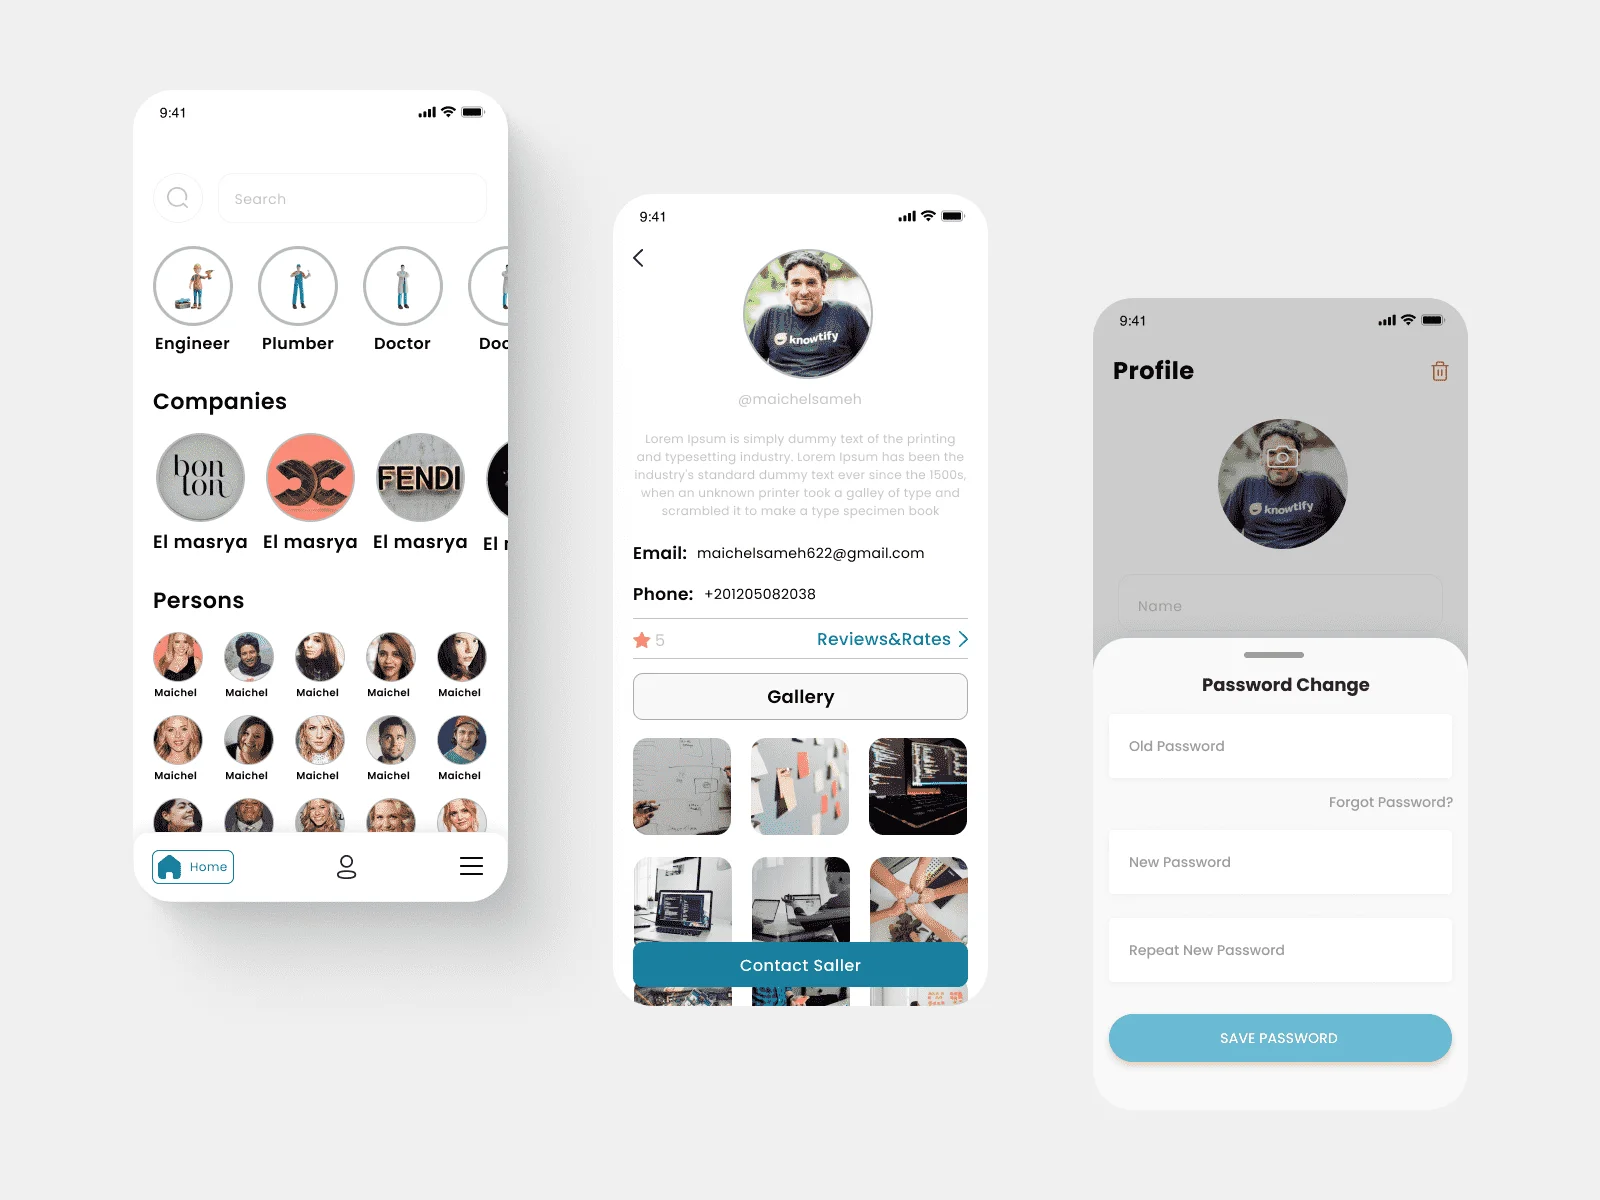 9:41
Search
Engineer Plumber Doctor Doc
Companies
bon ton FENDI
El masrya El masrya El masrya El
Persons
Maichel Maichel Maichel Maichel Maichel
Maichel Maichel Maichel Maichel Maichel
Home
9:41
knowtify
@maichelsameh
Lorem Ipsum is simply dummy text of the printing
and typesetting industry. Lorem Ipsum has been the
industry's standard dummy text ever since the 1500s,
when an unknown printer took a galley of type and
scrambled it to make a type specimen book
Email: maichelsameh622@gmail.com
Phone: +201205082038
5 Reviews&Rates
Gallery
Contact Saller
9:41
Profile
knowtify
Name
Password Change
Old Password
Forgot Password?
New Password
Repeat New Password
SAVE PASSWORD